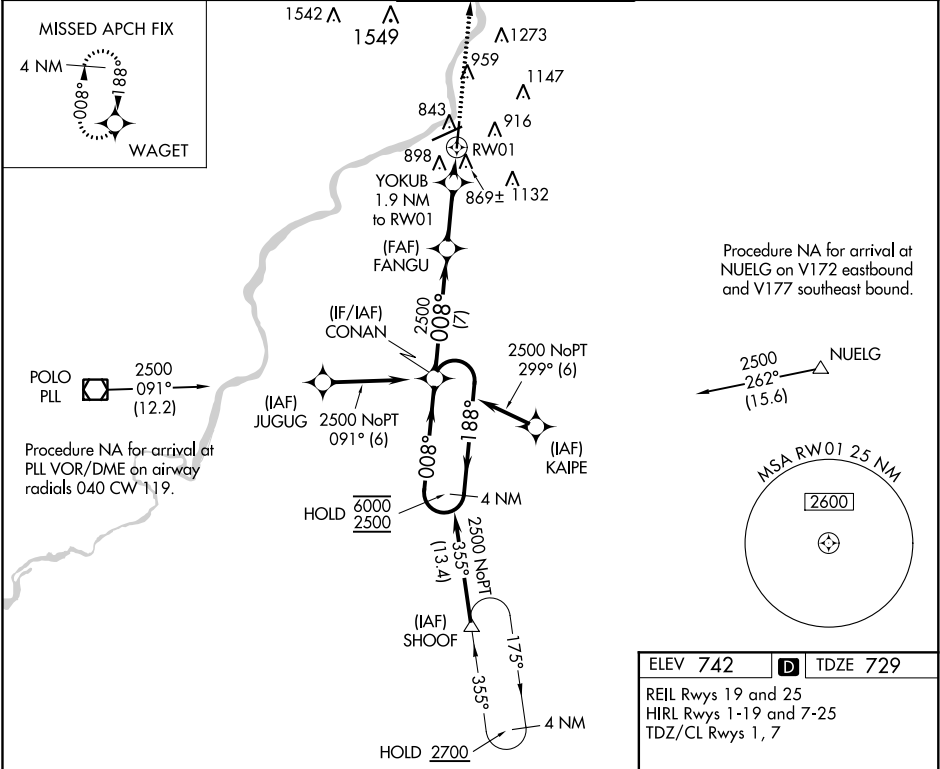 MISSED APCH FIX
4 NM
008°
188°
WAGET
1542
1549
1273
959
1147
843
916
RW01
898
869±
1132
YOKUB
1.9 NM
to RW01
(FAF)
FANGU
2500
008°
(7)
(IF/IAF)
CONAN
Procedure NA for arrival at
NUELG on V172 eastbound
and V177 southeast bound.
2500
262°
(15.6)
NUELG
POLO
PLL
2500
091°
(12.2)
Procedure NA for arrival at
PLL VOR/DME on airway
radials 040 CW 119.
(IAF)
JUGUG
2500 NoPT
091° (6)
2500 NoPT
299° (6)
(IAF)
KAIPE
008°
188°
HOLD
6000
2500
4 NM
2500 NoPT
355°
(13.4)
(IAF)
SHOOF
175°
355°
4 NM
HOLD 2700
MSA RW01 25 NM
2600
ELEV 742
D
TDZE 729
REIL Rwys 19 and 25
HIRL Rwys 1-19 and 7-25
TDZ/CL Rwys 1, 7